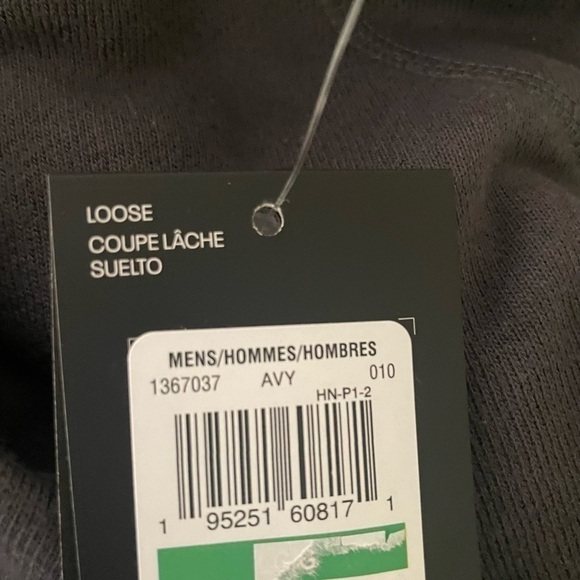 LOOSE
COUPE LÂCHE
SUELTO
MENS/HOMMES/HOMBRES
1367037 AVY 010
HN-P1-2
1 95251 60817 1